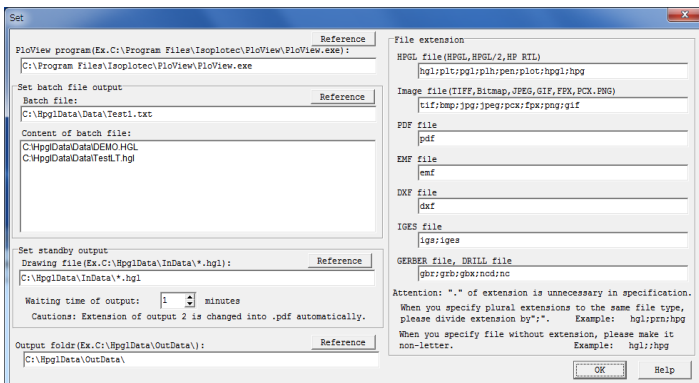 Set
Reference
PloView program(Ex.C:\Program Files\Isoplotec\PloView\PloView.exe):
C:\Program Files\Isoplotec\PloView\PloView.exe
Set batch file output
Batch file:
Reference
C:\HpglData\Data\Test1.txt
Content of batch file:
C:\HpglData\Data\DEMO.HGL
C:\HpglData\Data\TestLT.hgl
Set standby output
Drawing file(Ex.C:\HpglData\InData\*.hgl):
Reference
C:\HpglData\InData\*.hgl
Waiting time of output: 1 minutes
Cautions: Extension of output 2 is changed into .pdf automatically.
Output foldr(Ex.C:\HpglData\OutData\):
Reference
C:\HpglData\OutData\
File extension
HPGL file(HPGL,HPGL/2,HP RTL)
hgl;plt;pgl;plh;pen;plot;hpgl;hpg
Image file(TIFF,Bitmap,JPEG,GIF,FPX,PCX.PNG)
tif;bmp;jpg;jpeg;pcx;fpx;png;gif
PDF file
pdf
EMF file
emf
DXF file
dxf
IGES file
igs;iges
GERBER file, DRILL file
gbr;grb;gbx;ncd;nc
Attention: "." of extension is unnecessary in specification.
When you specify plural extensions to the same file type,
please divide extension by";". Example: hgl;prn;hpg
When you specify file without extension, please make it
non-letter. Example: hgl;;hpg
OK
Help